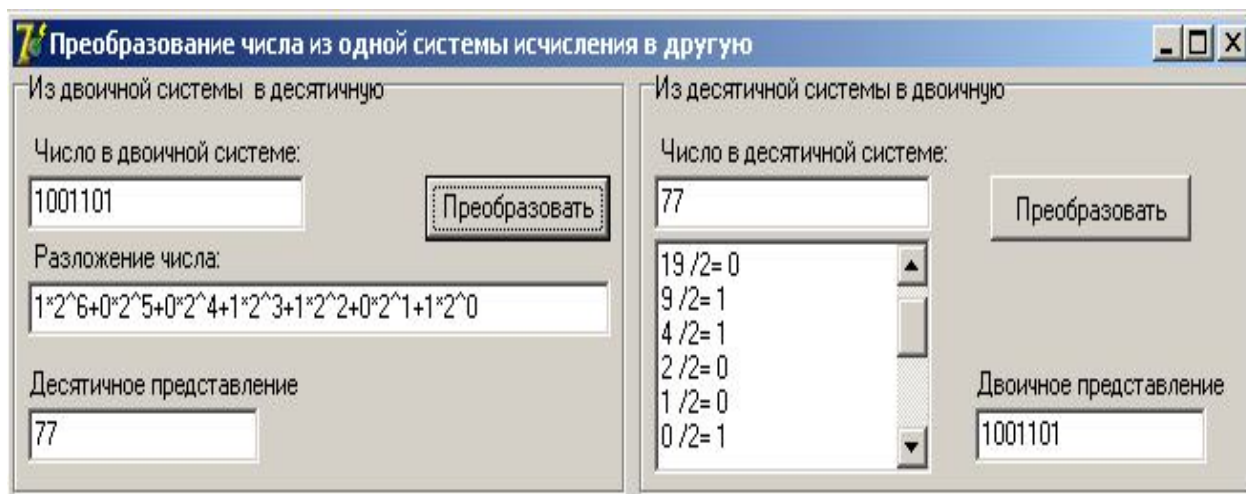 Преобразование числа из одной системы исчисления в другую
Из двоичной системы в десятичную
Число в двоичной системе:
1001101
Преобразовать
Разложение числа:
1*2^6+0*2^5+0*2^4+1*2^3+1*2^2+0*2^1+1*2^0
Десятичное представление
77
Из десятичной системы в двоичную
Число в десятичной системе:
77
Преобразовать
19 /2= 0
9 /2= 1
4 /2= 1
2 /2= 0
1 /2= 0
0 /2= 1
Двоичное представление
1001101